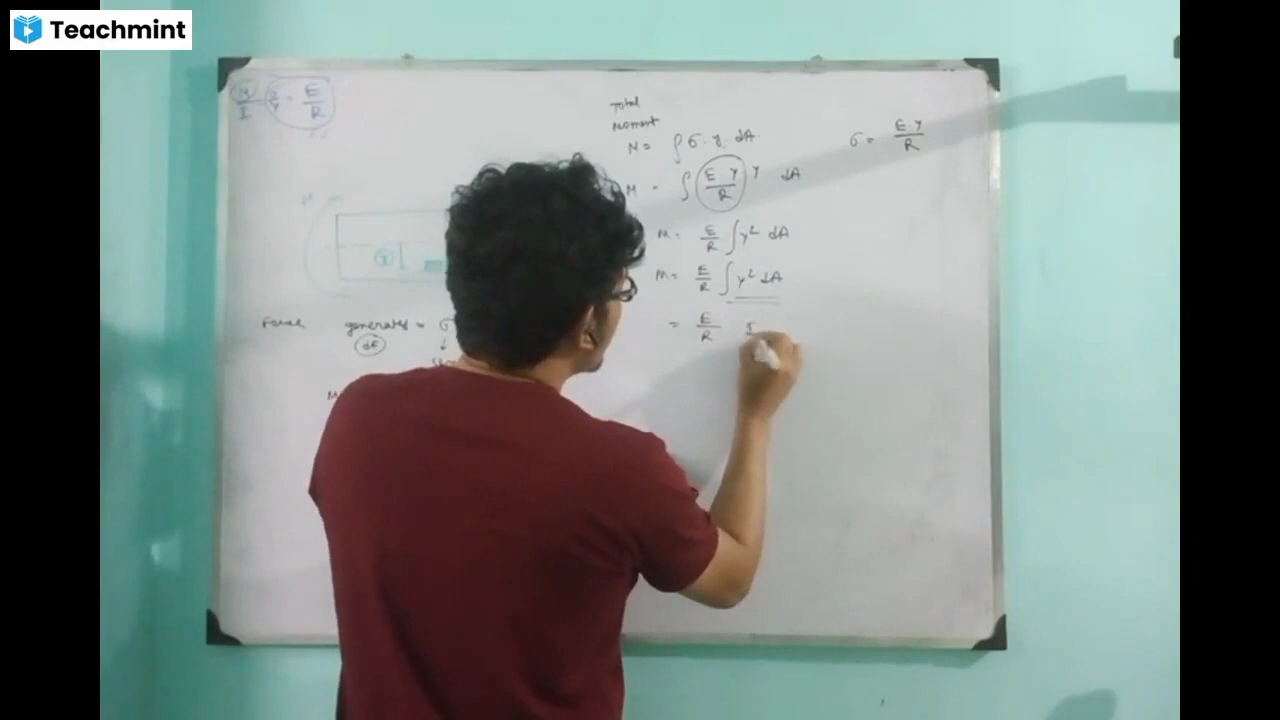 Teachmint
M/I = σ/y = E/R
Total
Moment
M = ∫ σ. y. dA.
σ = E.y/R
M = ∫ (E.y/R) y dA
M = E/R ∫ y² dA
M = E/R ∫ y² dA
Force generated = σ
= E/R I
dF
M